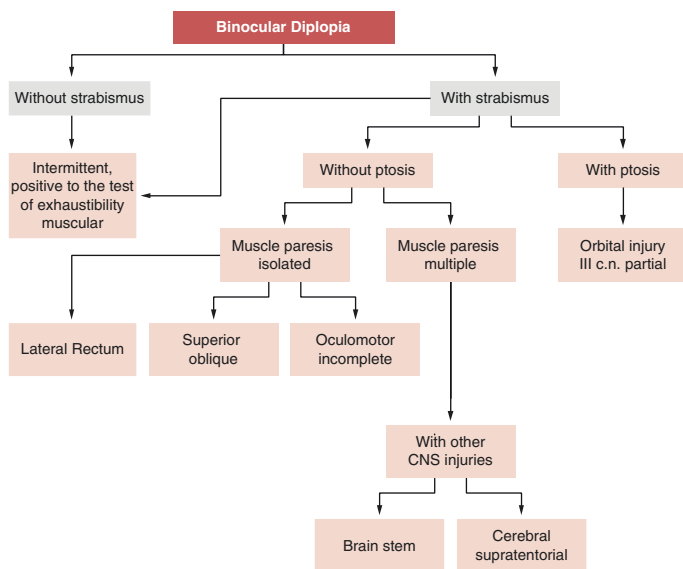 Binocular Diplopia
Without strabismus
With strabismus
Intermittent,
positive to the test
of exhaustibility
muscular
Without ptosis
With ptosis
Muscle paresis
isolated
Muscle paresis
multiple
Orbital injury
III c.n. partial
Lateral Rectum
Superior
oblique
Oculomotor
incomplete
With other
CNS injuries
Brain stem
Cerebral
supratentorial